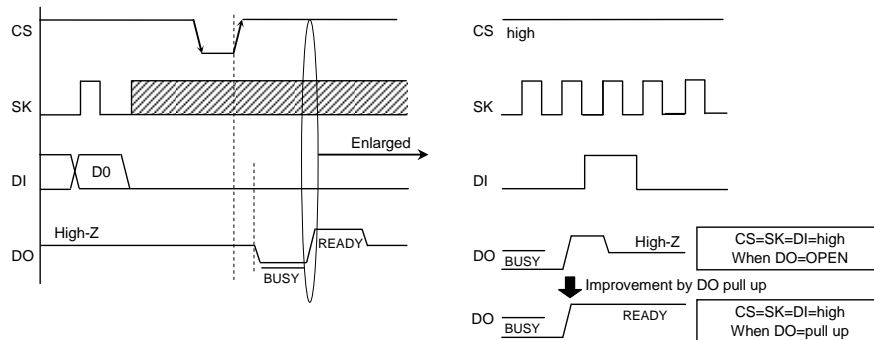 CS
SK
DI
D0
Enlarged
High-Z
DO
BUSY
READY
CS
high
SK
DI
DO
BUSY
High-Z
CS=SK=DI=high
When DO=OPEN
Improvement by DO pull up
DO
BUSY
READY
CS=SK=DI=high
When DO=pull up